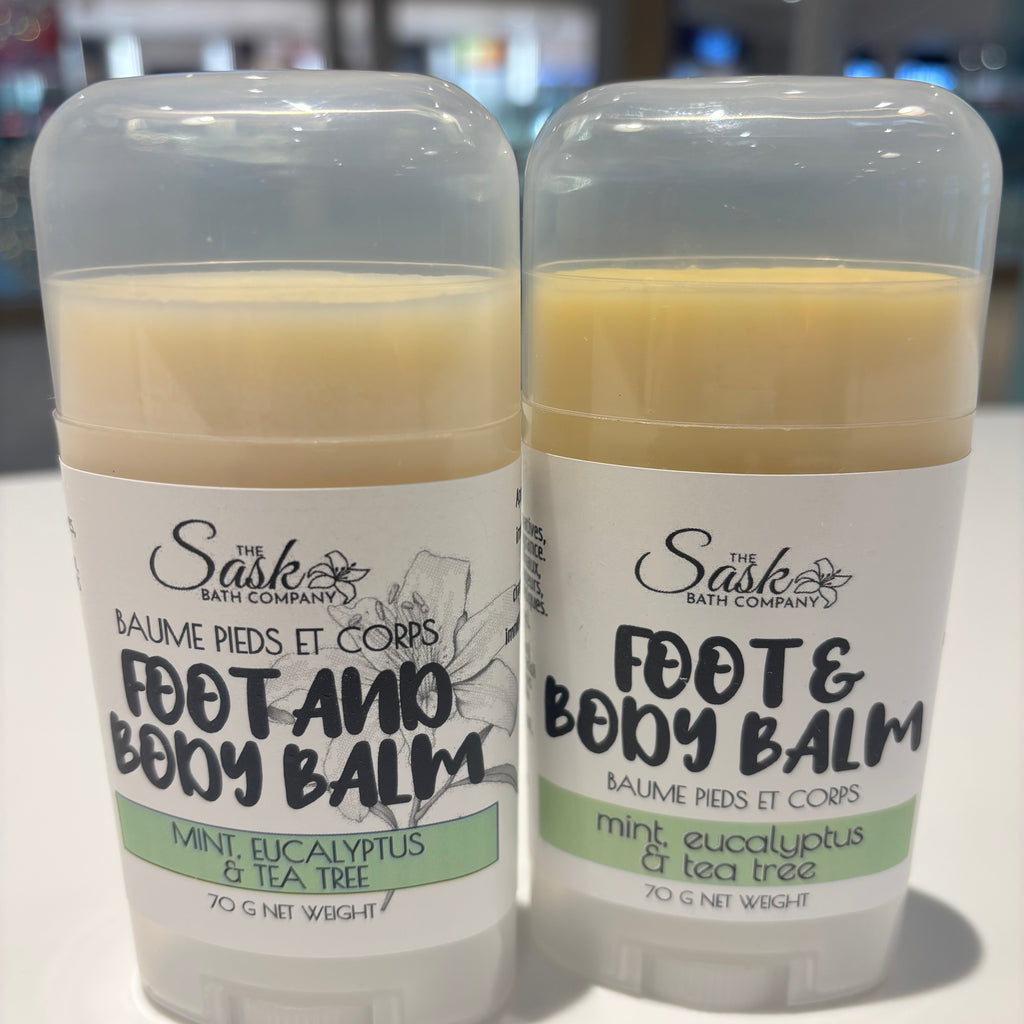 THE
Sask
BATH COMPANY
BAUME PIEDS ET CORPS
FOOT AND
BODY BALM
MINT, EUCALYPTUS
& TEA TREE
70 G NET WEIGHT
THE
Sask
BATH COMPANY
FOOT &
BODY BALM
BAUME PIEDS ET CORPS
mint, eucalyptus
& tea tree
70 G NET WEIGHT